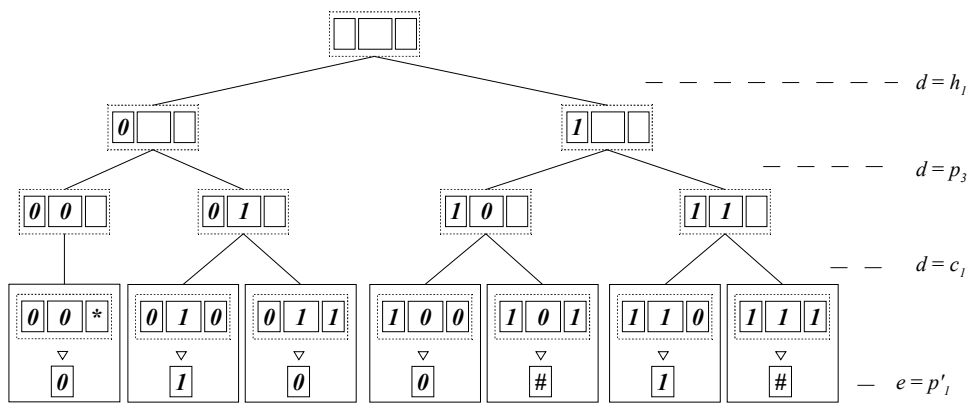 d = h₁
0 1
d = p₃
0 0 0 1 1 0 1 1
d = c₁
0 0 * 0 1 0 0 1 1 1 0 0 1 0 1 1 1 0 1 1 1
0 1 0 0 # 1 #
e = p'₁